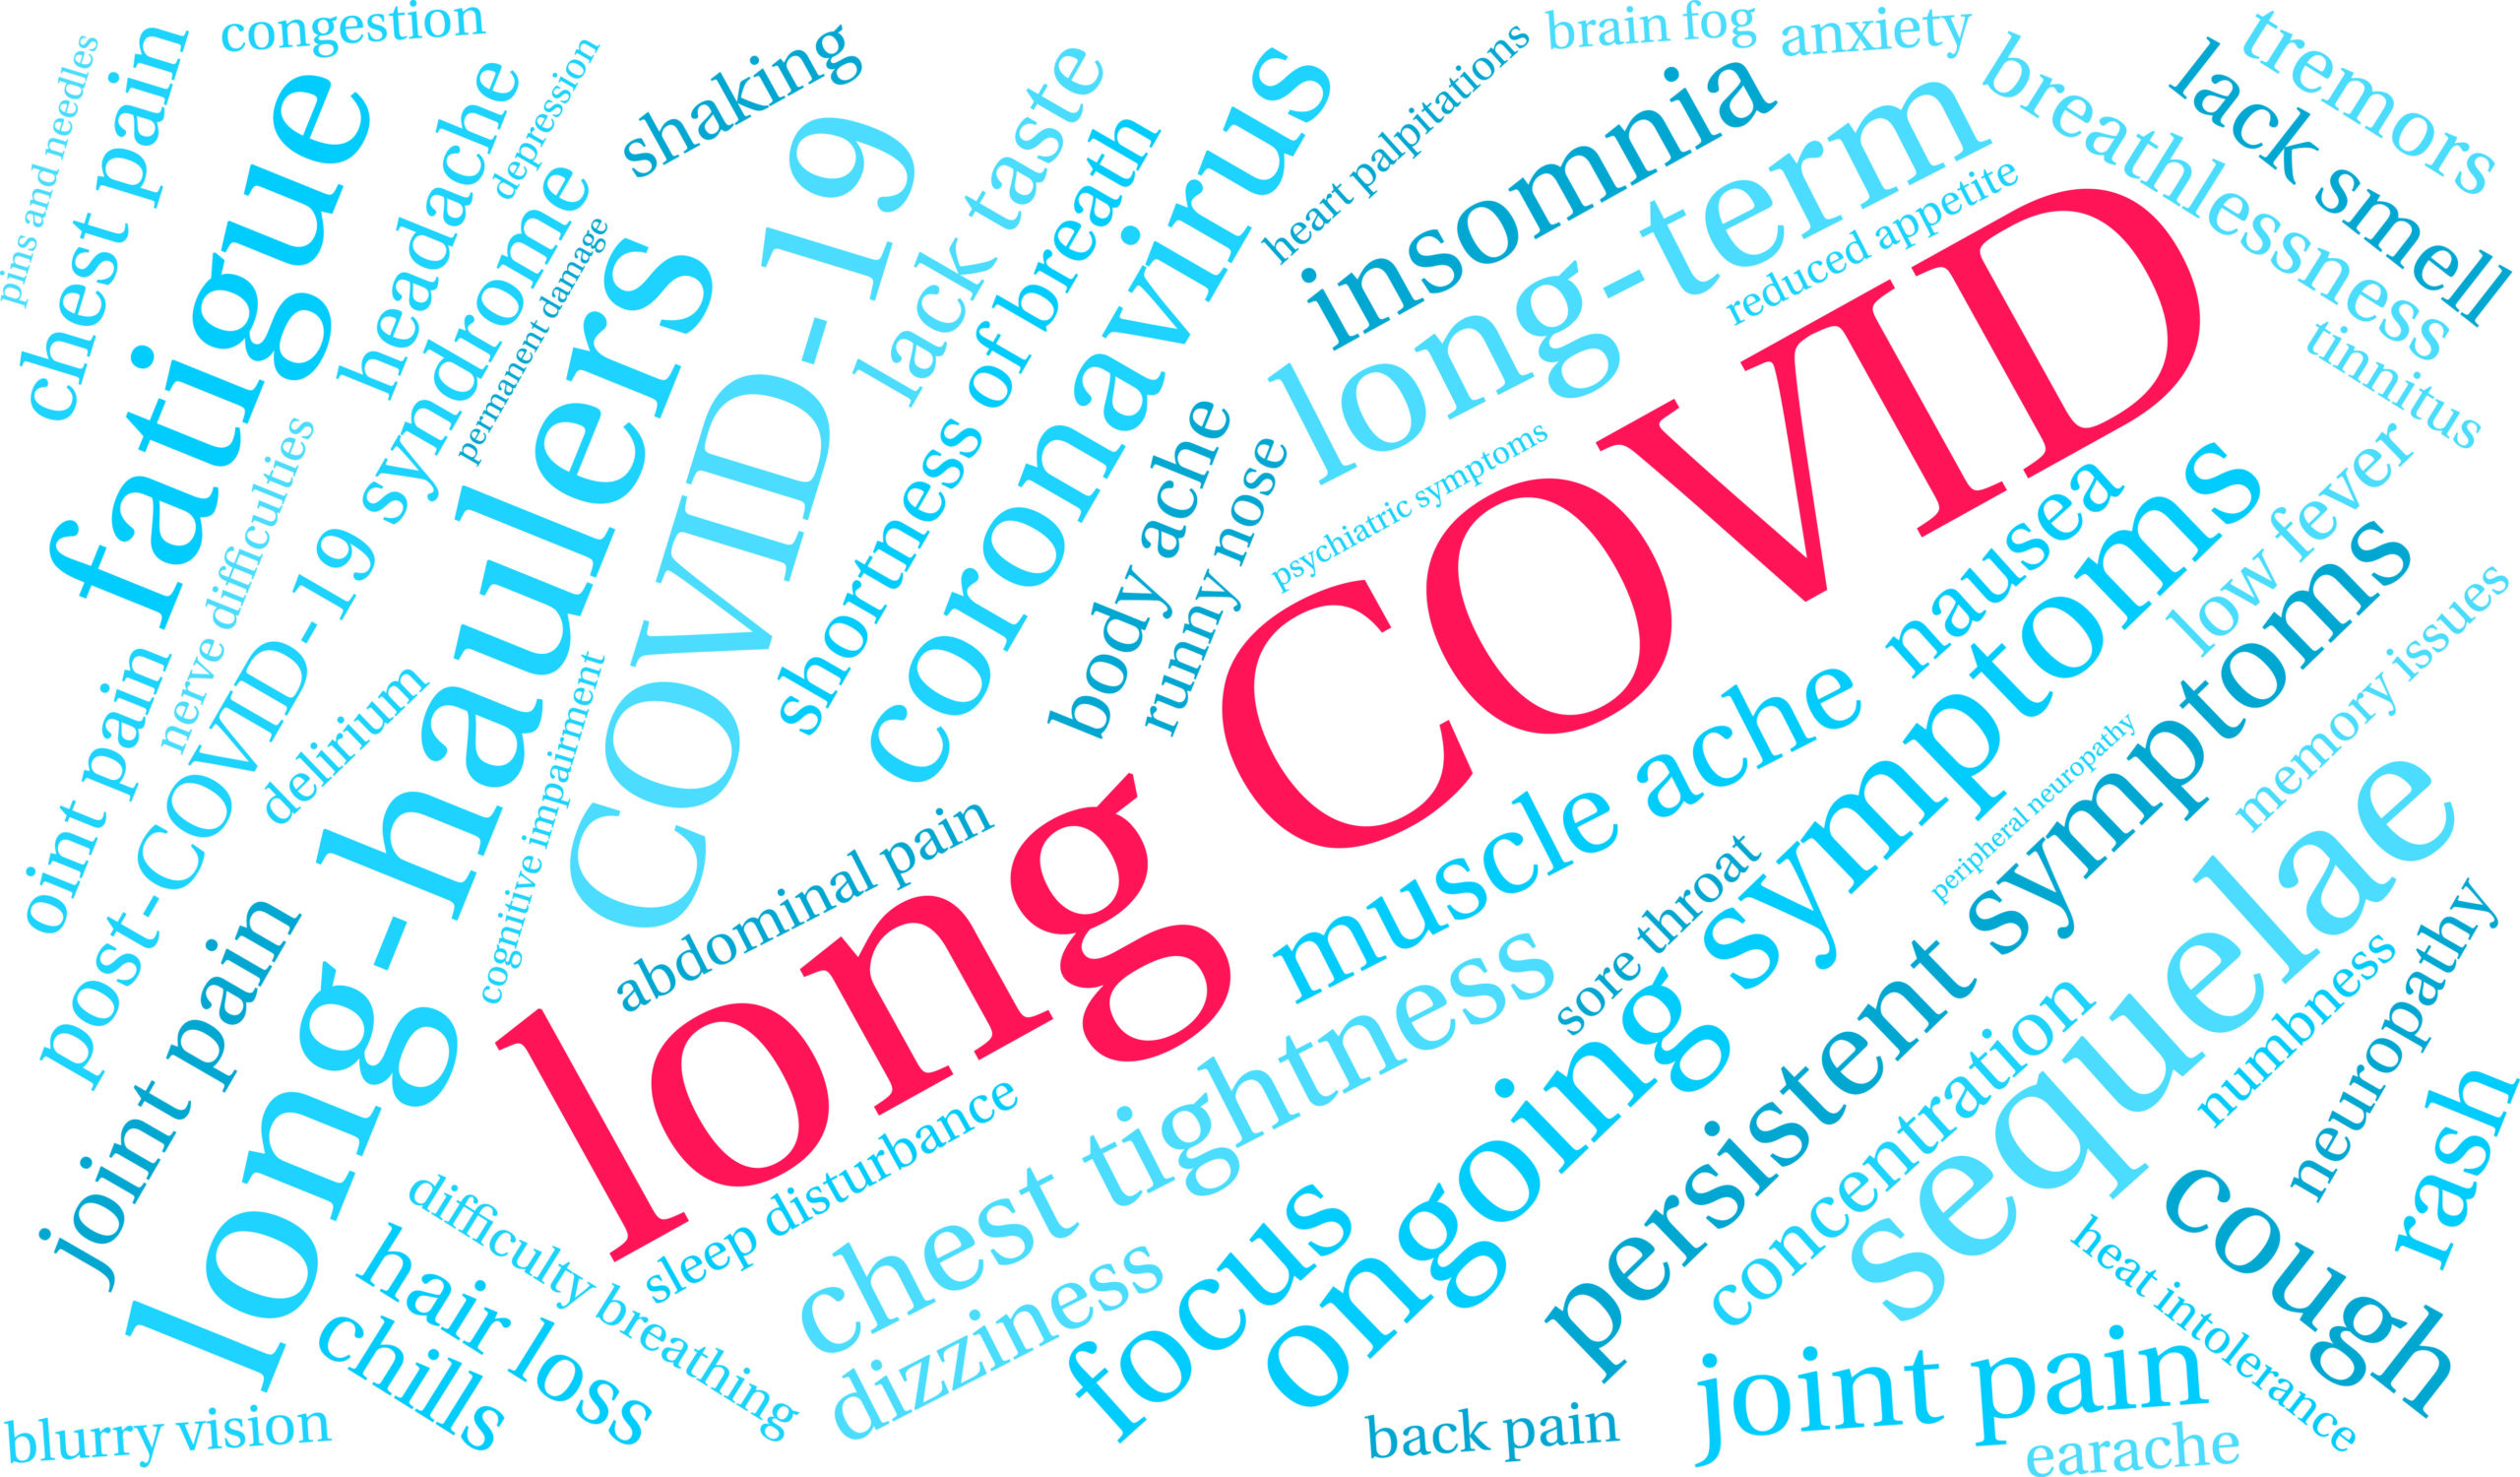 pins and needles
chest pain
congestion
fatigue
headache
depression
shaking
post-COVID-19 syndrome
permanent damage
long-haulers
COVID-19
lack taste
shortness of breath
corona virus
heart palpitations
brain fog
anxiety
insomnia
long-term
reduced appetite
breathlessness
tremors
lack smell
tinnitus
nerve difficulties
oint pain
delirium
cognitive impairment
body ache
runny nose
psychiatric symptoms
long COVID
nausea
low fever
memory issues
muscle ache
ongoing symptoms
persistent symptoms
peripheral neuropathy
sequelae
abdominal pain
sore throat
joint pain
chest tightness
sleep disturbance
difficulty breathing
hair loss
chills
blurry vision
dizziness
focus
concentration
numbness
neuropathy
rash
cough
heat intolerance
back pain
joint pain
earache